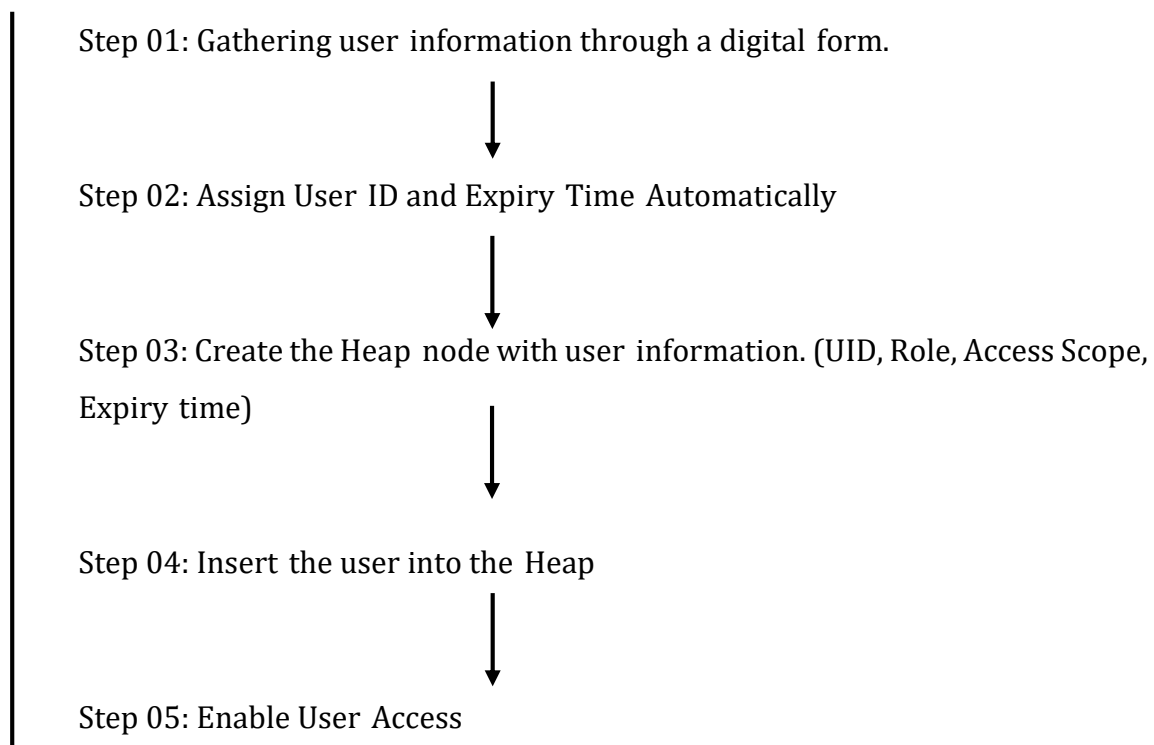 Step 01: Gathering user information through a digital form.
Step 02: Assign User ID and Expiry Time Automatically
Step 03: Create the Heap node with user information. (UID, Role, Access Scope,
Expiry time)
Step 04: Insert the user into the Heap
Step 05: Enable User Access